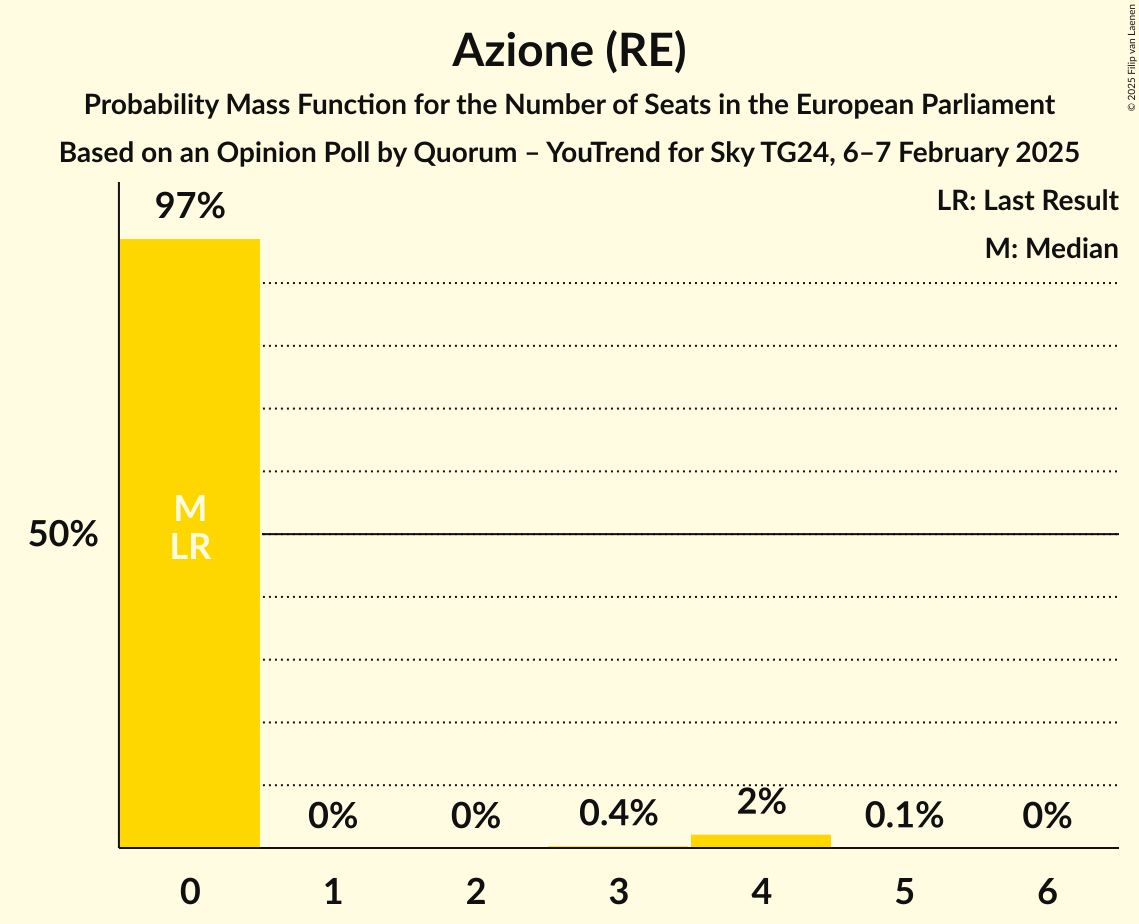 Azione (RE)
Probability Mass Function for the Number of Seats in the European Parliament
Based on an Opinion Poll by Quorum – YouTrend for Sky TG24, 6–7 February 2025
© 2025 Filip van Laenen
LR: Last Result
M: Median
97%
M
LR
50%
0%
0%
0.4%
2%
0.1%
0%
0
1
2
3
4
5
6